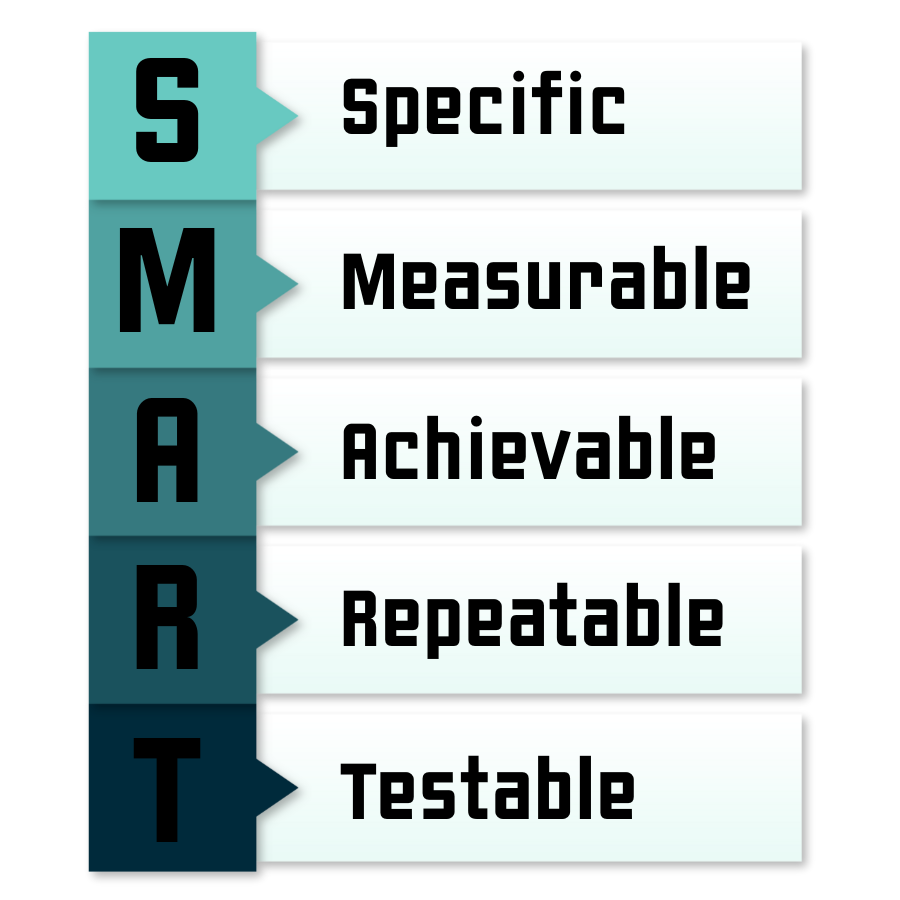 S Specific
M Measurable
A Achievable
R Repeatable
T Testable